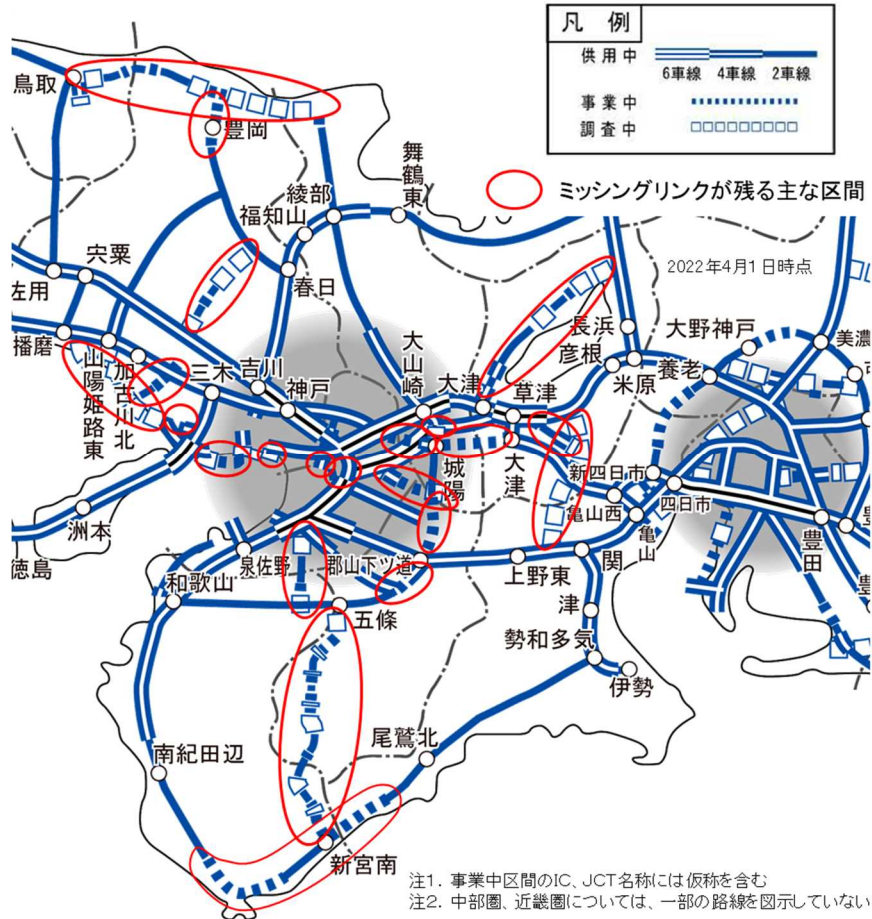 凡例
供用中
6車線 4車線 2車線
事業中
調査中
ミッシングリンクが残る主な区間
2022年4月1日時点
鳥取
豊岡
舞鶴東
綾部
福知山
春日
宍粟
佐用
播磨
山陽姫路東
加古川北
三木
吉川
神戸
大山崎
大津
草津
長浜
彦根
米原
養老
大野神戸
美濃
城陽
大津
新四日市
亀山西
亀山
四日市
豊田
洲本
徳島
和歌山
泉佐野
郡山下ツ道
上野東
関
津
五條
勢和多気
伊勢
尾鷲北
南紀田辺
新宮南
注1. 事業中区間のIC、JCT名称には仮称を含む
注2. 中部圏、近畿圏については、一部の路線を図示していない